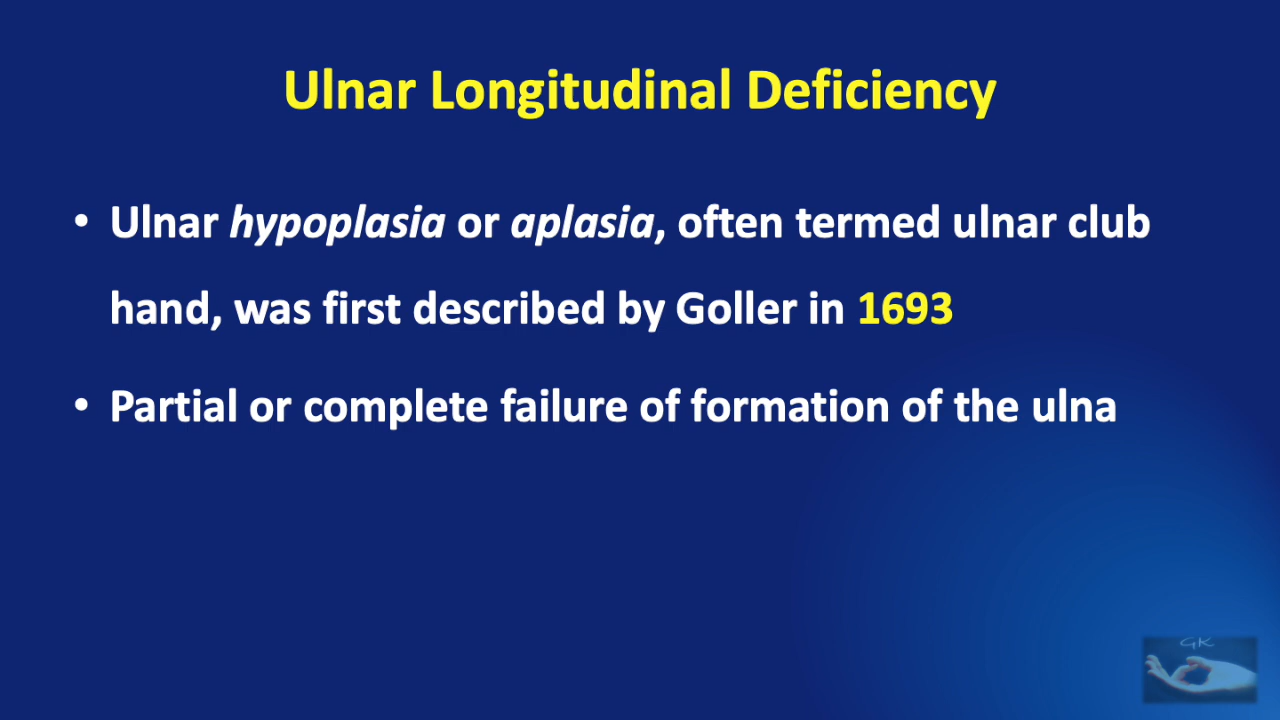 Ulnar Longitudinal Deficiency
• Ulnar hypoplasia or aplasia, often termed ulnar club
hand, was first described by Goller in 1693
• Partial or complete failure of formation of the ulna
GK